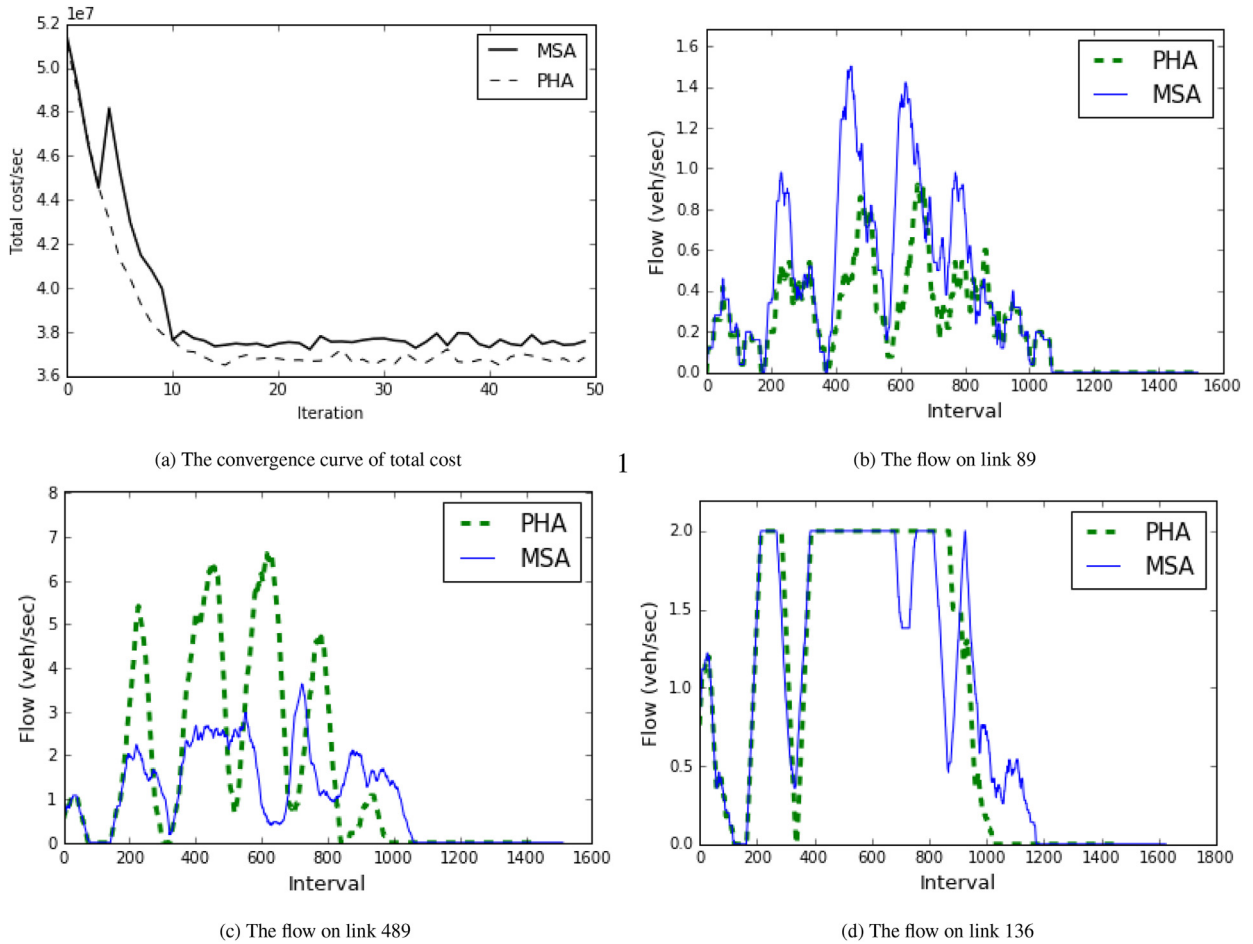 1e7
5.2
5.0
4.8
4.6
4.4
4.2
4.0
3.8
3.6
0 10 20 30 40 50
Total cost/sec
Iteration
MSA
PHA
(a) The convergence curve of total cost
1.6
1.4
1.2
1.0
0.8
0.6
0.4
0.2
0.0
0 200 400 600 800 1000 1200 1400 1600
Flow (veh/sec)
Interval
PHA
MSA
(b) The flow on link 89
1
8
7
6
5
4
3
2
1
0
0 200 400 600 800 1000 1200 1400 1600
Flow (veh/sec)
Interval
PHA
MSA
(c) The flow on link 489
2.0
1.5
1.0
0.5
0.0
0 200 400 600 800 1000 1200 1400 1600 1800
Flow (veh/sec)
Interval
PHA
MSA
(d) The flow on link 136